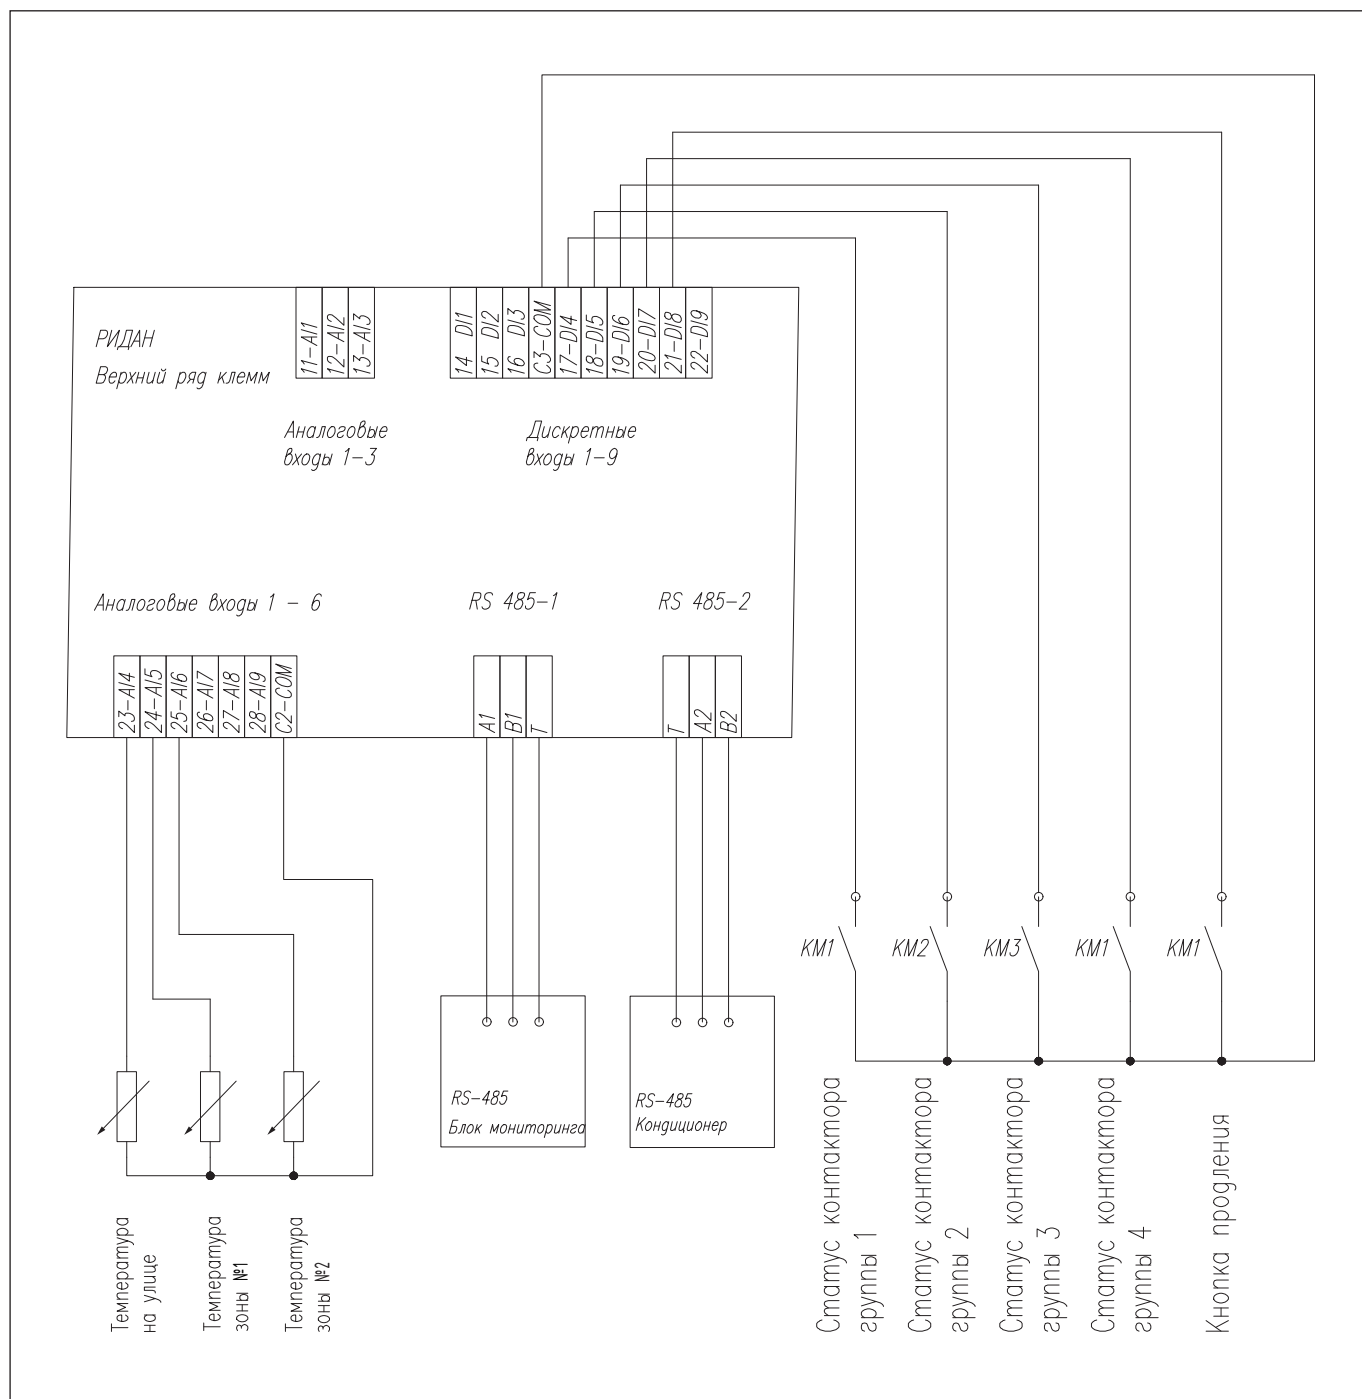 РИДАН
Верхний ряд клемм
11-AI1
12-AI2
13-AI3
14 DI1
15 DI2
16 DI3
C3-COM
17-DI4
18-DI5
19-DI6
20-DI7
21-DI8
22-DI9
Аналоговые
входы 1-3
Дискретные
входы 1-9
Аналоговые входы 1 - 6
RS 485-1
RS 485-2
23-AI4
24-AI5
25-AI6
26-AI7
27-AI8
28-AI9
C2-COM
A1
B1
T
T
A2
B2
KM1
KM2
KM3
KM1
KM1
RS-485
Блок мониторинга
RS-485
Кондиционер
Температура
на улице
Температура
зоны №1
Температура
зоны №2
Статус контактора
группы 1
Статус контактора
группы 2
Статус контактора
группы 3
Статус контактора
группы 4
Кнопка продления